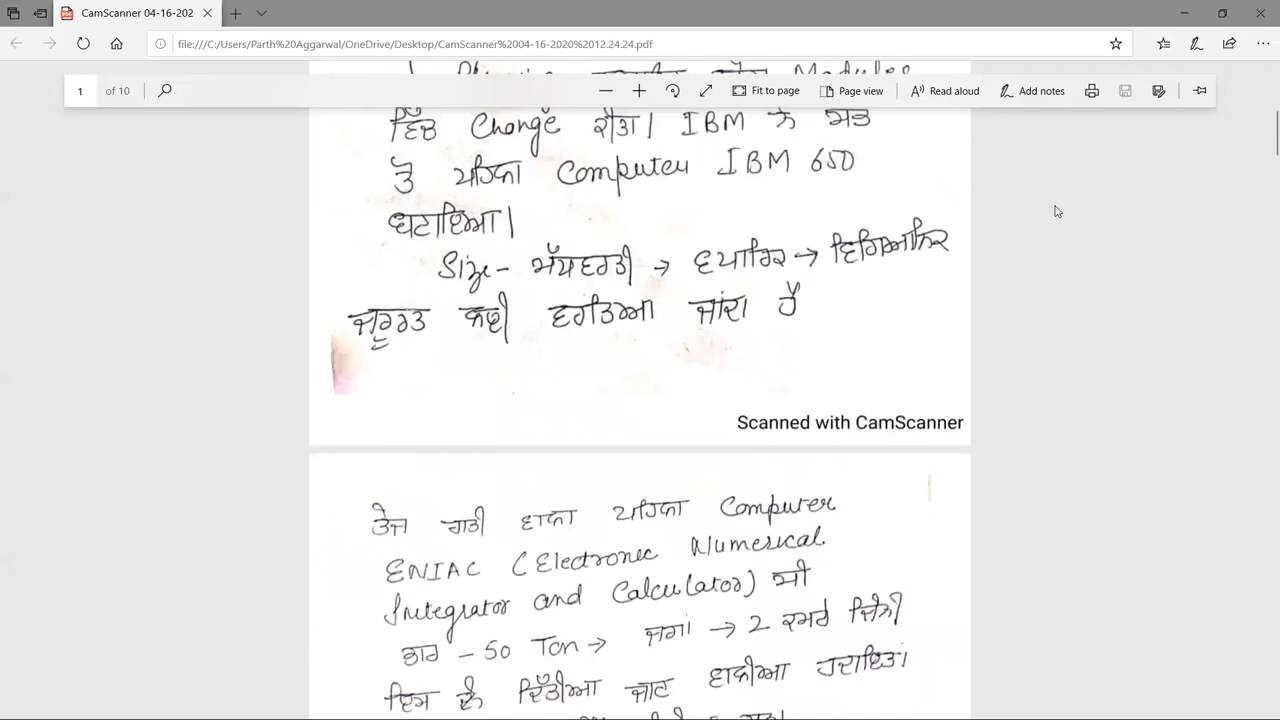 CamScanner 04-16-202
file:///C:/Users/Parth%20Aggarwal/OneDrive/Desktop/CamScanner%2004-16-2020%2012.24.24.pdf
1 of 10 Fit to page Page view Read aloud Add notes
ਵਿੱਚ Change ਕੀਤਾ। IBM ਨੇ ਸਭ
ਤੋਂ ਪਹਿਲਾ Computer IBM 650
ਬਣਾਇਆ।
Size - ਮੱਧਵਰਤੀ → ਵਪਾਰਿਕ → ਵਿਗਿਆਨਿਕ
ਜਰੂਰਤ ਲਈ ਵਰਤਿਆ ਜਾਂਦਾ ਹੈ
Scanned with CamScanner
ਤੇਜ ਗਤੀ ਵਾਲਾ ਪਹਿਲਾ Computer
ENIAC (Electronic Numerical
Integrator and Calculator) ਸੀ
ਭਾਰ - 50 Ton → ਜਗਾਂ → 2 ਕਮਰੇ ਜਿੰਨੀ
ਇਸ ਨੂੰ ਦਿੱਤੀਆ ਜਾਣ ਵਾਲੀਆ ਹਦਾਇਤਾਂ